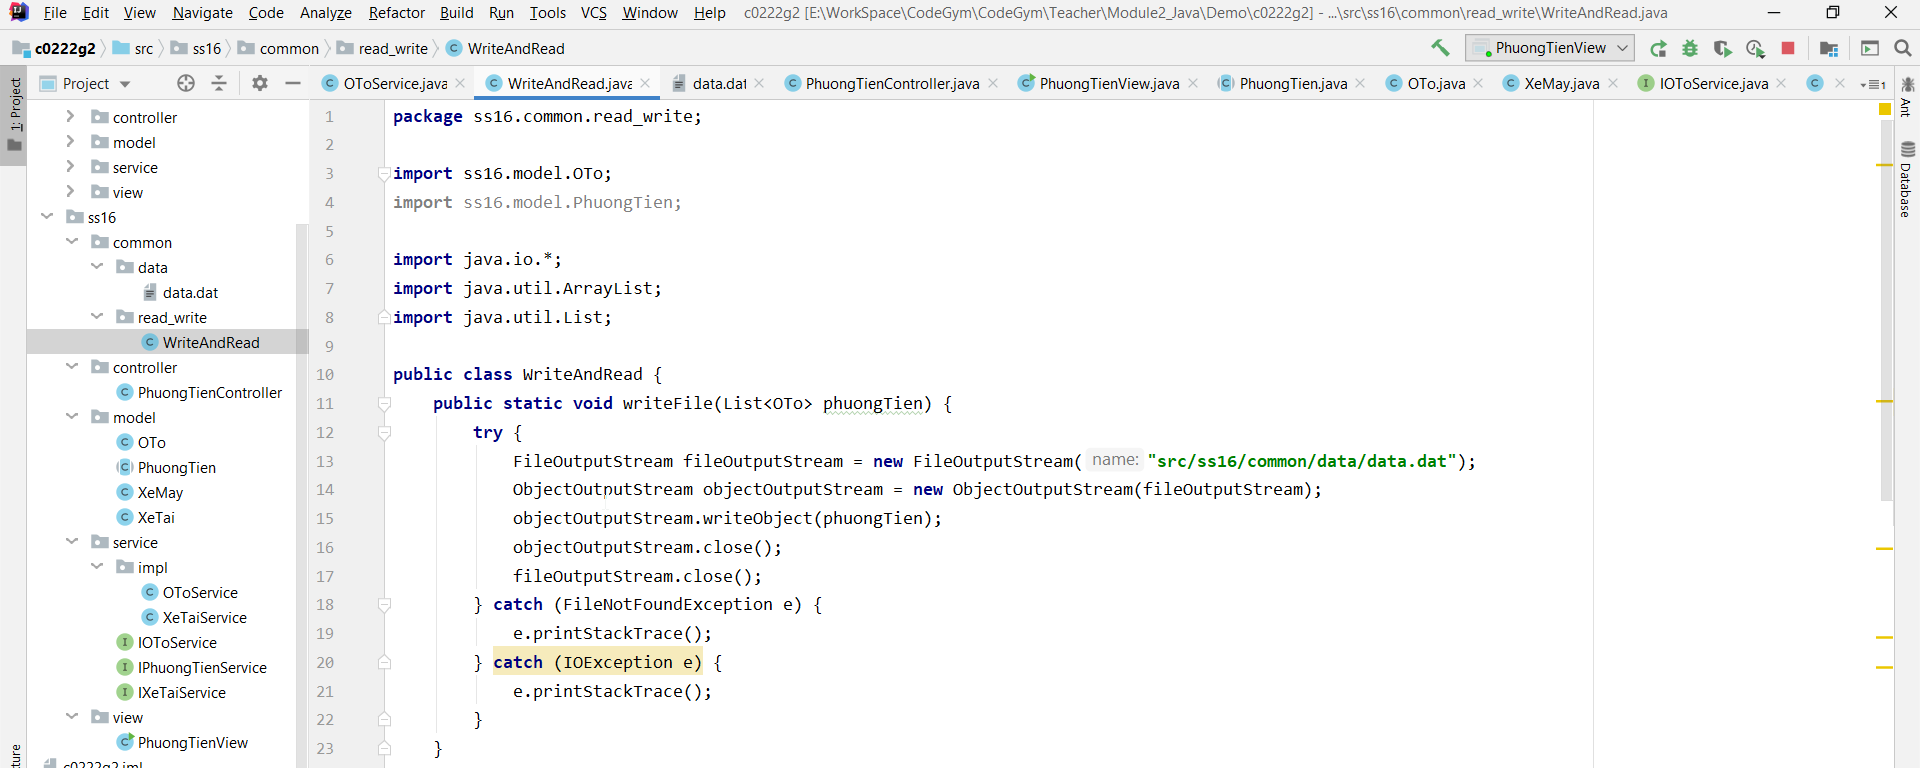 File Edit View Navigate Code Analyze Refactor Build Run Tools VCS Window Help c0222g2 [E:\WorkSpace\CodeGym\CodeGym\Teacher\Module2_Java\Demo\c0222g2] - ...\src\ss16\common\read_write\WriteAndRead.java
c0222g2 src ss16 common read_write WriteAndRead PhuongTienView
Project OToService.java WriteAndRead.java data.dat PhuongTienController.java PhuongTienView.java PhuongTien.java OTo.java XeMay.java IOToService.java
1: Project
Ant
Database
controller
model
service
view
ss16
common
data
data.dat
read_write
WriteAndRead
controller
PhuongTienController
model
OTo
PhuongTien
XeMay
XeTai
service
impl
OToService
XeTaiService
IOToService
IPhuongTienService
IXeTaiService
view
PhuongTienView
c0222g2.iml
1 package ss16.common.read_write;
2
3 import ss16.model.OTo;
4 import ss16.model.PhuongTien;
5
6 import java.io.*;
7 import java.util.ArrayList;
8 import java.util.List;
9
10 public class WriteAndRead {
11 public static void writeFile(List<OTo> phuongTien) {
12 try {
13 FileOutputStream fileOutputStream = new FileOutputStream( name: "src/ss16/common/data/data.dat");
14 ObjectOutputStream objectOutputStream = new ObjectOutputStream(fileOutputStream);
15 objectOutputStream.writeObject(phuongTien);
16 objectOutputStream.close();
17 fileOutputStream.close();
18 } catch (FileNotFoundException e) {
19 e.printStackTrace();
20 } catch (IOException e) {
21 e.printStackTrace();
22 }
23 }